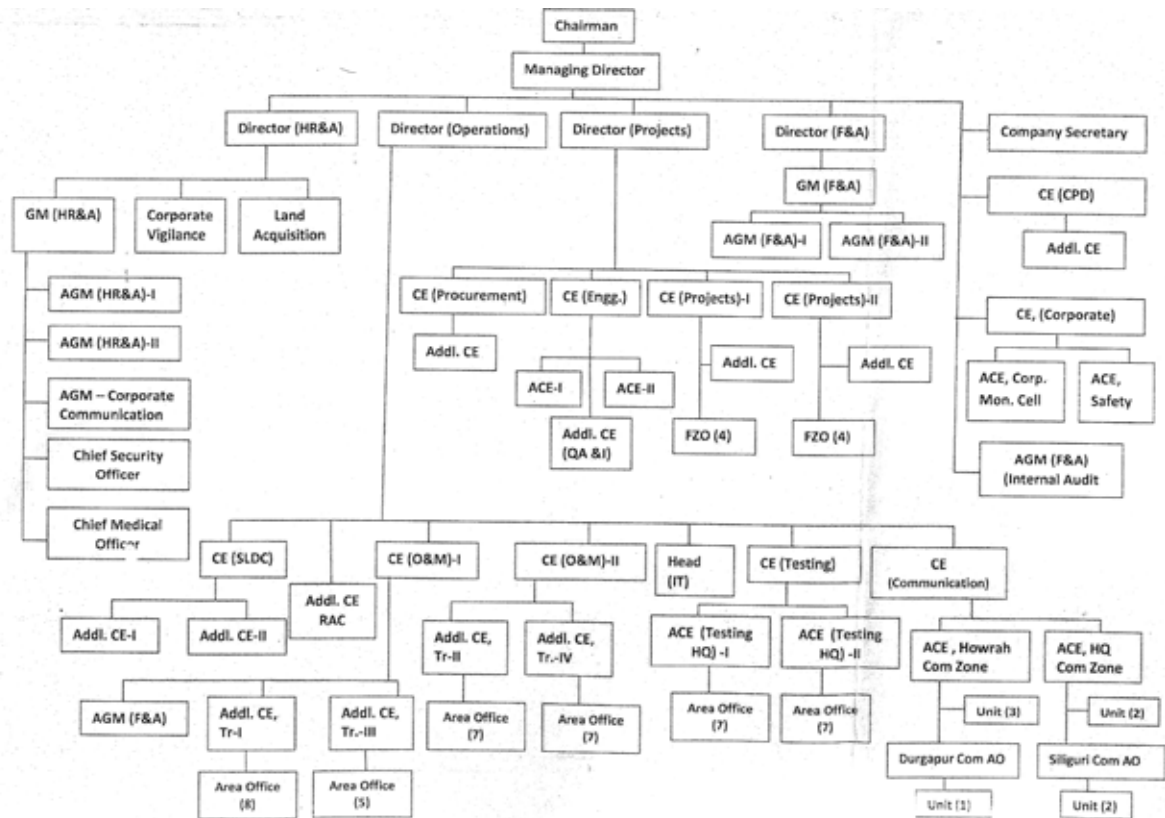 Chairman
Managing Director
Director (HR&A)
Director (Operations)
Director (Projects)
Director (F&A)
Company Secretary
GM (HR&A)
Corporate
Vigilance
Land
Acquisition
GM (F&A)
AGM (F&A)-I
AGM (F&A)-II
CE (CPD)
Addl. CE
AGM (HR&A)-I
AGM (HR&A)-II
AGM – Corporate
Communication
Chief Security
Officer
Chief Medical
Officer
CE (Procurement)
CE (Engg.)
CE (Projects)-I
CE (Projects)-II
Addl. CE
ACE-I
ACE-II
Addl. CE
(QA &I)
Addl. CE
FZO (4)
Addl. CE
FZO (4)
CE, (Corporate)
ACE, Corp.
Mon. Cell
ACE,
Safety
AGM (F&A)
(Internal Audit
CE (SLDC)
Addl. CE
RAC
CE (O&M)-I
CE (O&M)-II
Head
(IT)
CE (Testing)
CE
(Communication)
Addl. CE-I
Addl. CE-II
AGM (F&A)
Addl. CE,
Tr-I
Addl. CE,
Tr.-III
Area Office
(8)
Area Office
(5)
Addl. CE,
Tr-II
Addl. CE,
Tr.-IV
Area Office
(7)
Area Office
(7)
ACE (Testing
HQ) -I
ACE (Testing
HQ) -II
Area Office
(7)
Area Office
(7)
ACE , Howrah
Com Zone
ACE, HQ
Com Zone
Unit (3)
Unit (2)
Durgapur Com AO
Siliguri Com AO
Unit (1)
Unit (2)